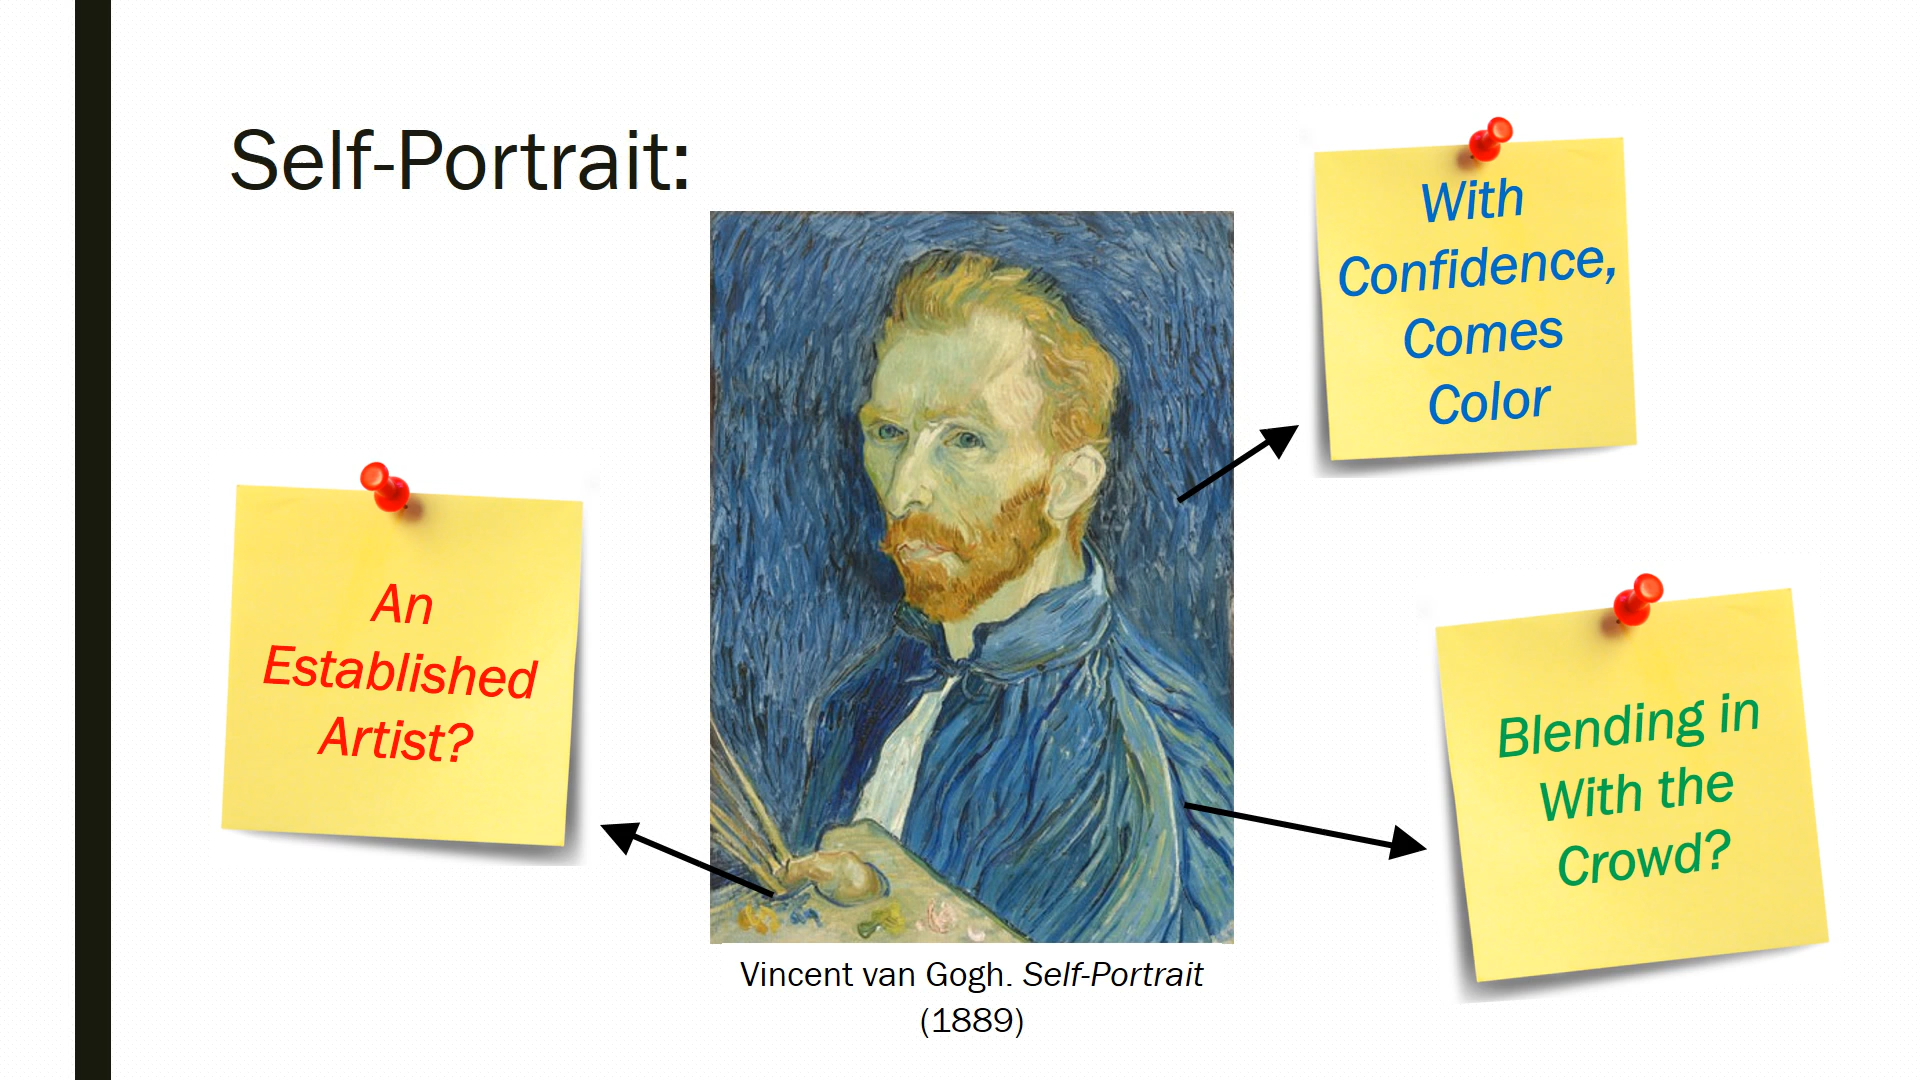 Self-Portrait:
With
Confidence,
Comes
Color
An
Established
Artist?
Blending in
With the
Crowd?
Vincent van Gogh. Self-Portrait
(1889)